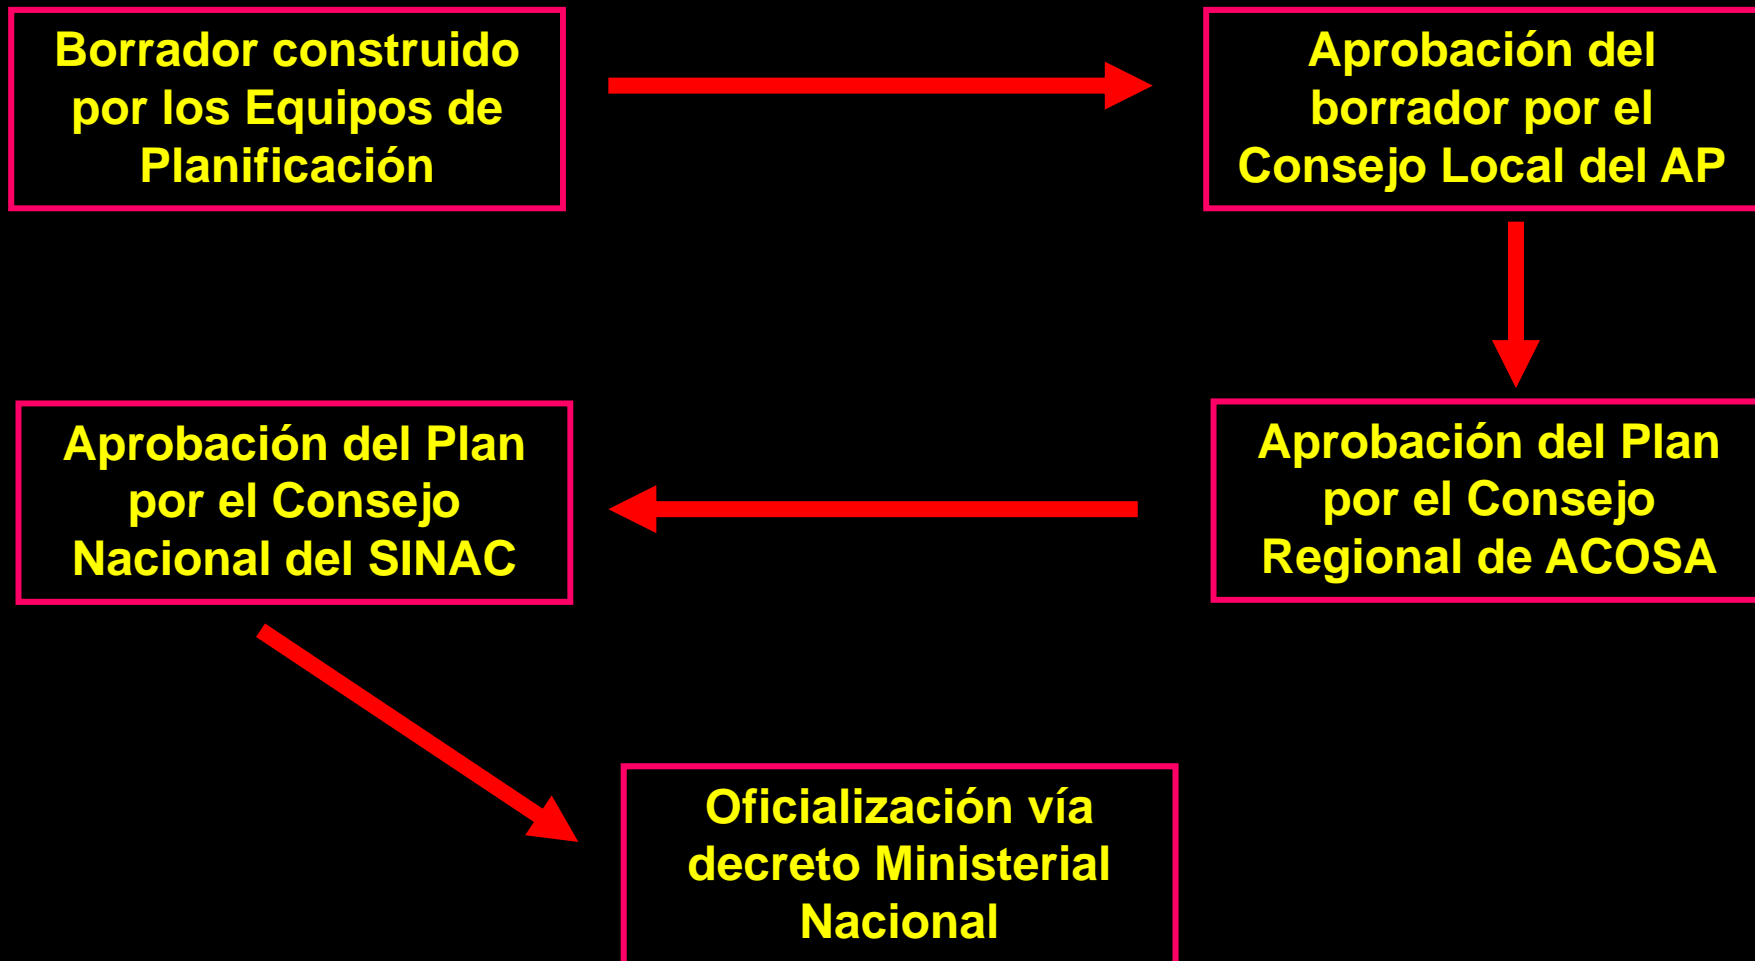 Borrador construido
por los Equipos de
Planificación
Aprobación del
borrador por el
Consejo Local del AP
Aprobación del Plan
por el Consejo
Regional de ACOSA
Aprobación del Plan
por el Consejo
Nacional del SINAC
Oficialización vía
decreto Ministerial
Nacional